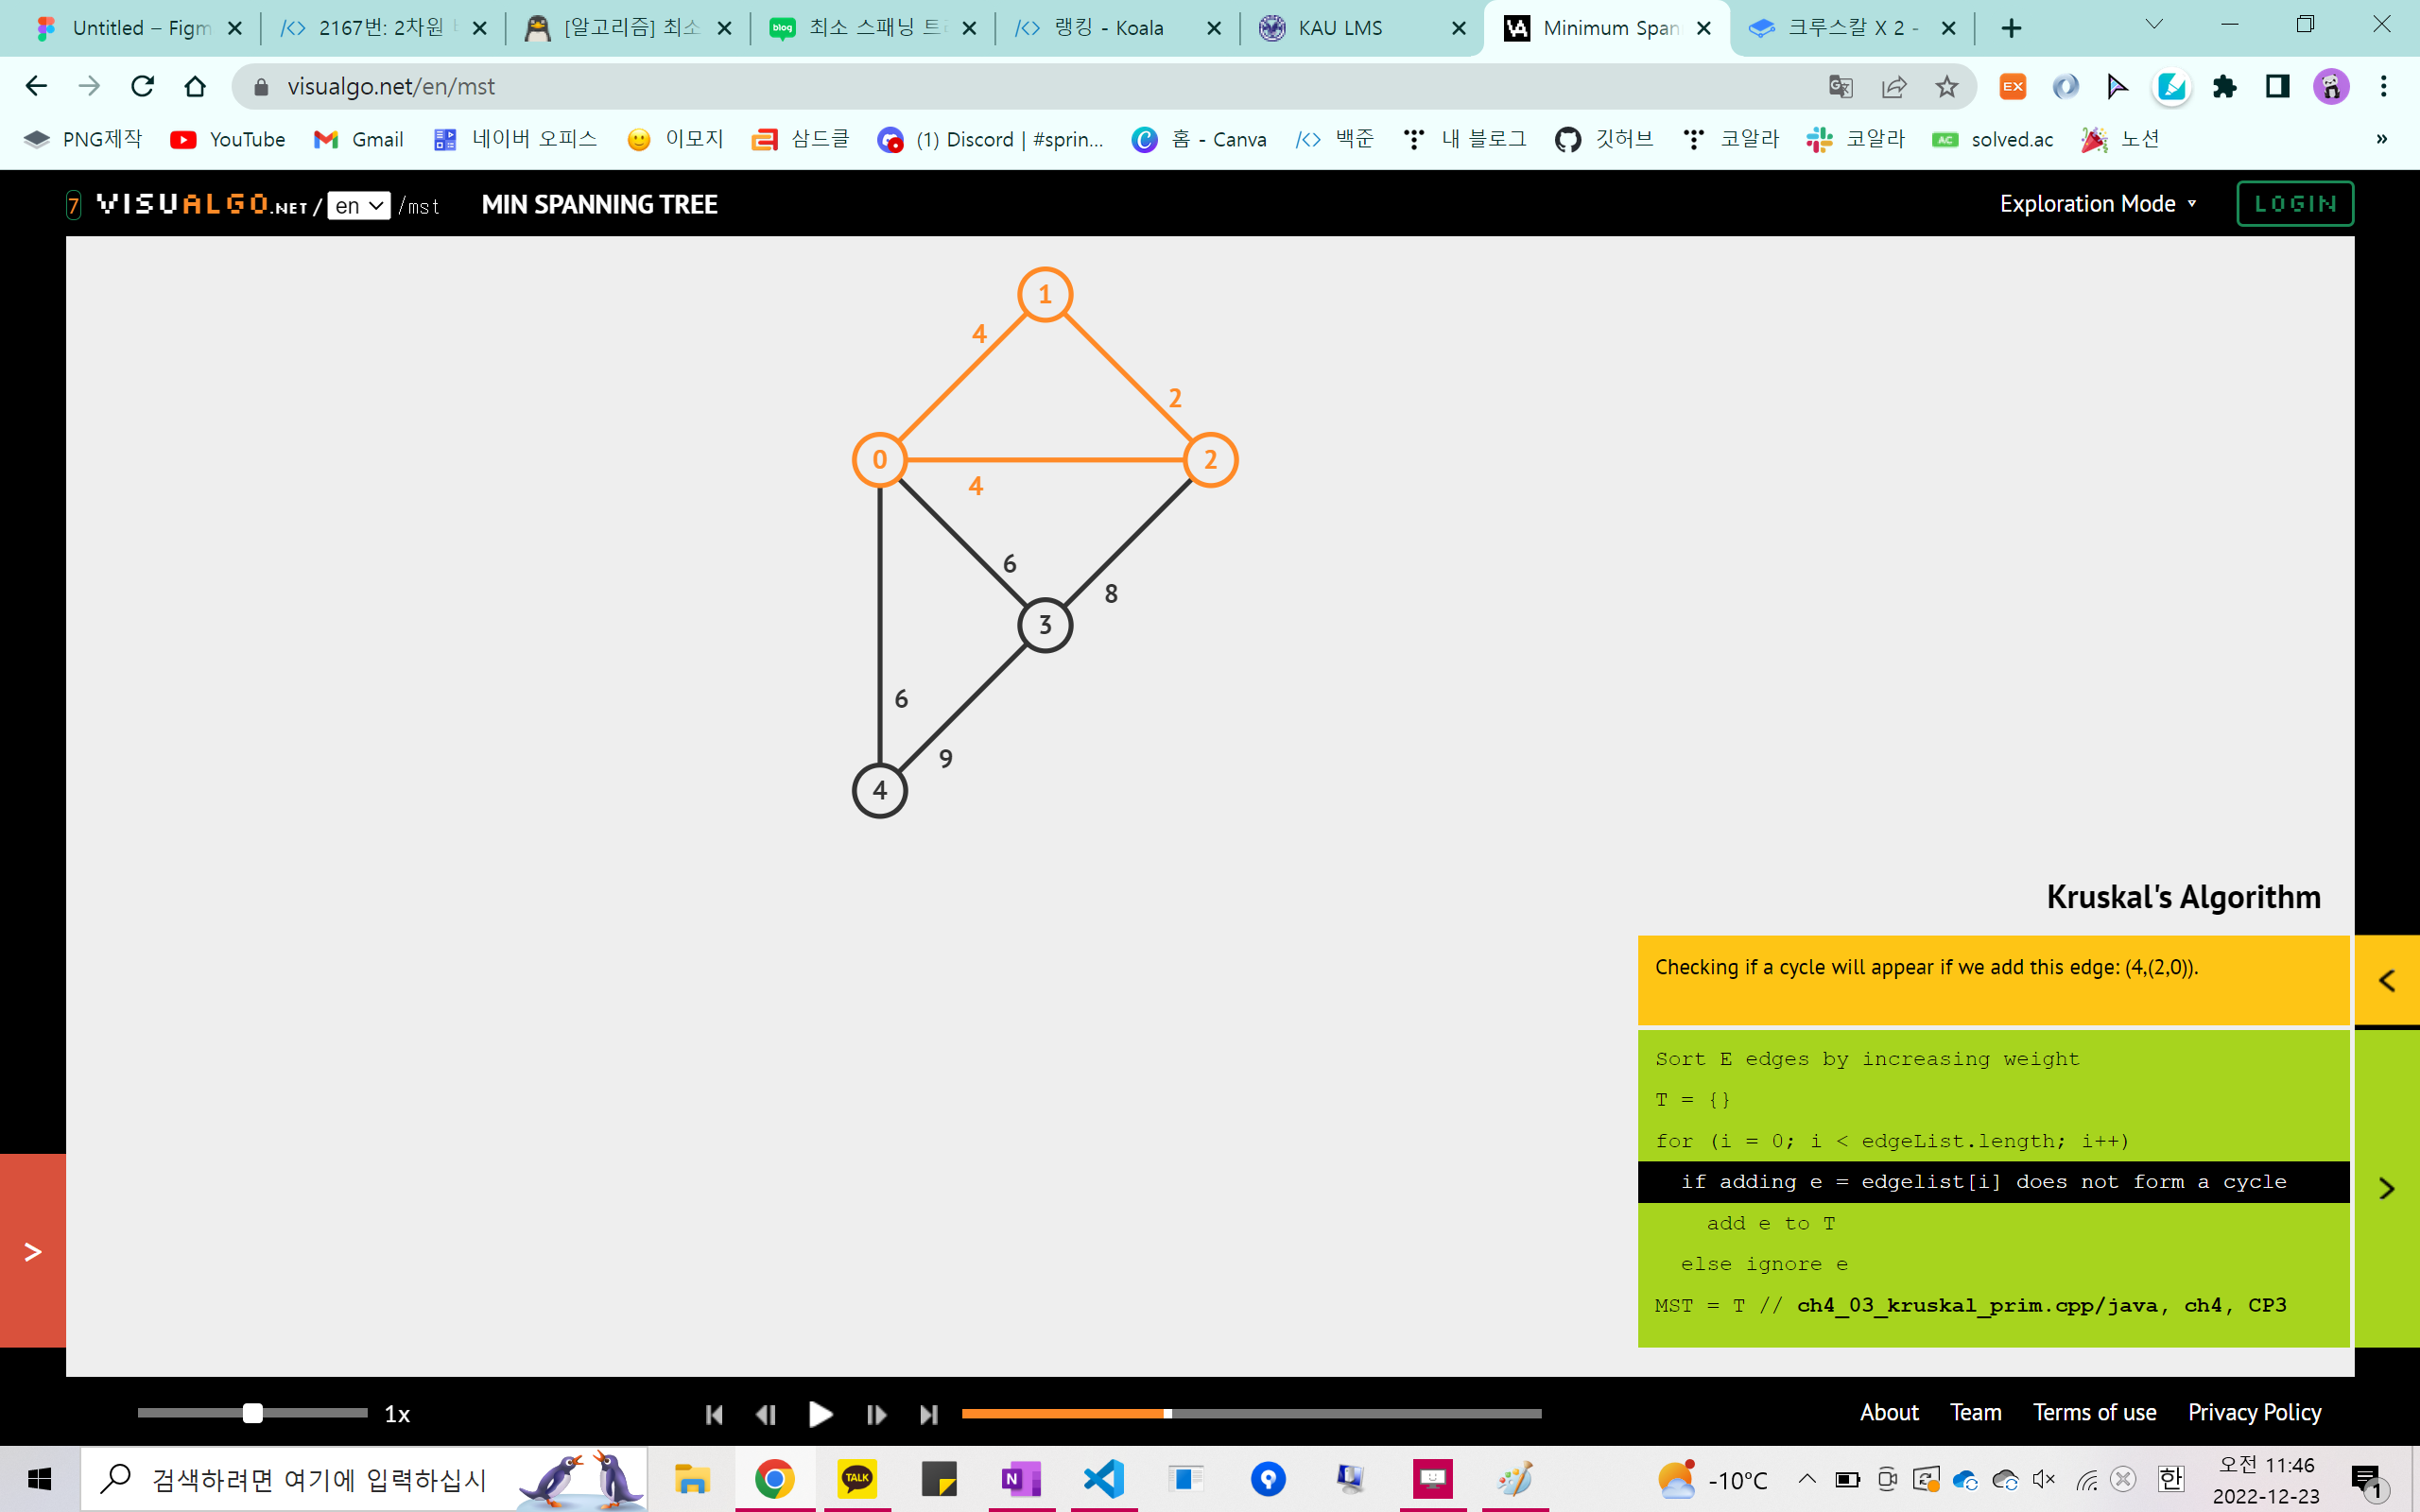 Untitled – Figm
2167번: 2차원
[알고리즘] 최소
최소 스패닝 트
랭킹 - Koala
KAU LMS
Minimum Span
크루스칼 X 2 -
visualgo.net/en/mst
PNG제작
YouTube
Gmail
네이버 오피스
이모지
삼드클
(1) Discord | #sprin...
홈 - Canva
백준
내 블로그
깃허브
코알라
코알라
solved.ac
노션
»
7 VISUALGO.NET/ en /mst MIN SPANNING TREE
Exploration Mode
LOGIN
1
4
2
0
2
4
6
8
3
6
9
4
Kruskal's Algorithm
Checking if a cycle will appear if we add this edge: (4,(2,0)).
Sort E edges by increasing weight
T = {}
for (i = 0; i < edgeList.length; i++)
if adding e = edgelist[i] does not form a cycle
add e to T
else ignore e
MST = T // ch4_03_kruskal_prim.cpp/java, ch4, CP3
1x
About Team Terms of use Privacy Policy
검색하려면 여기에 입력하십시
TALK
-10°C
한
오전 11:46
2022-12-23
1